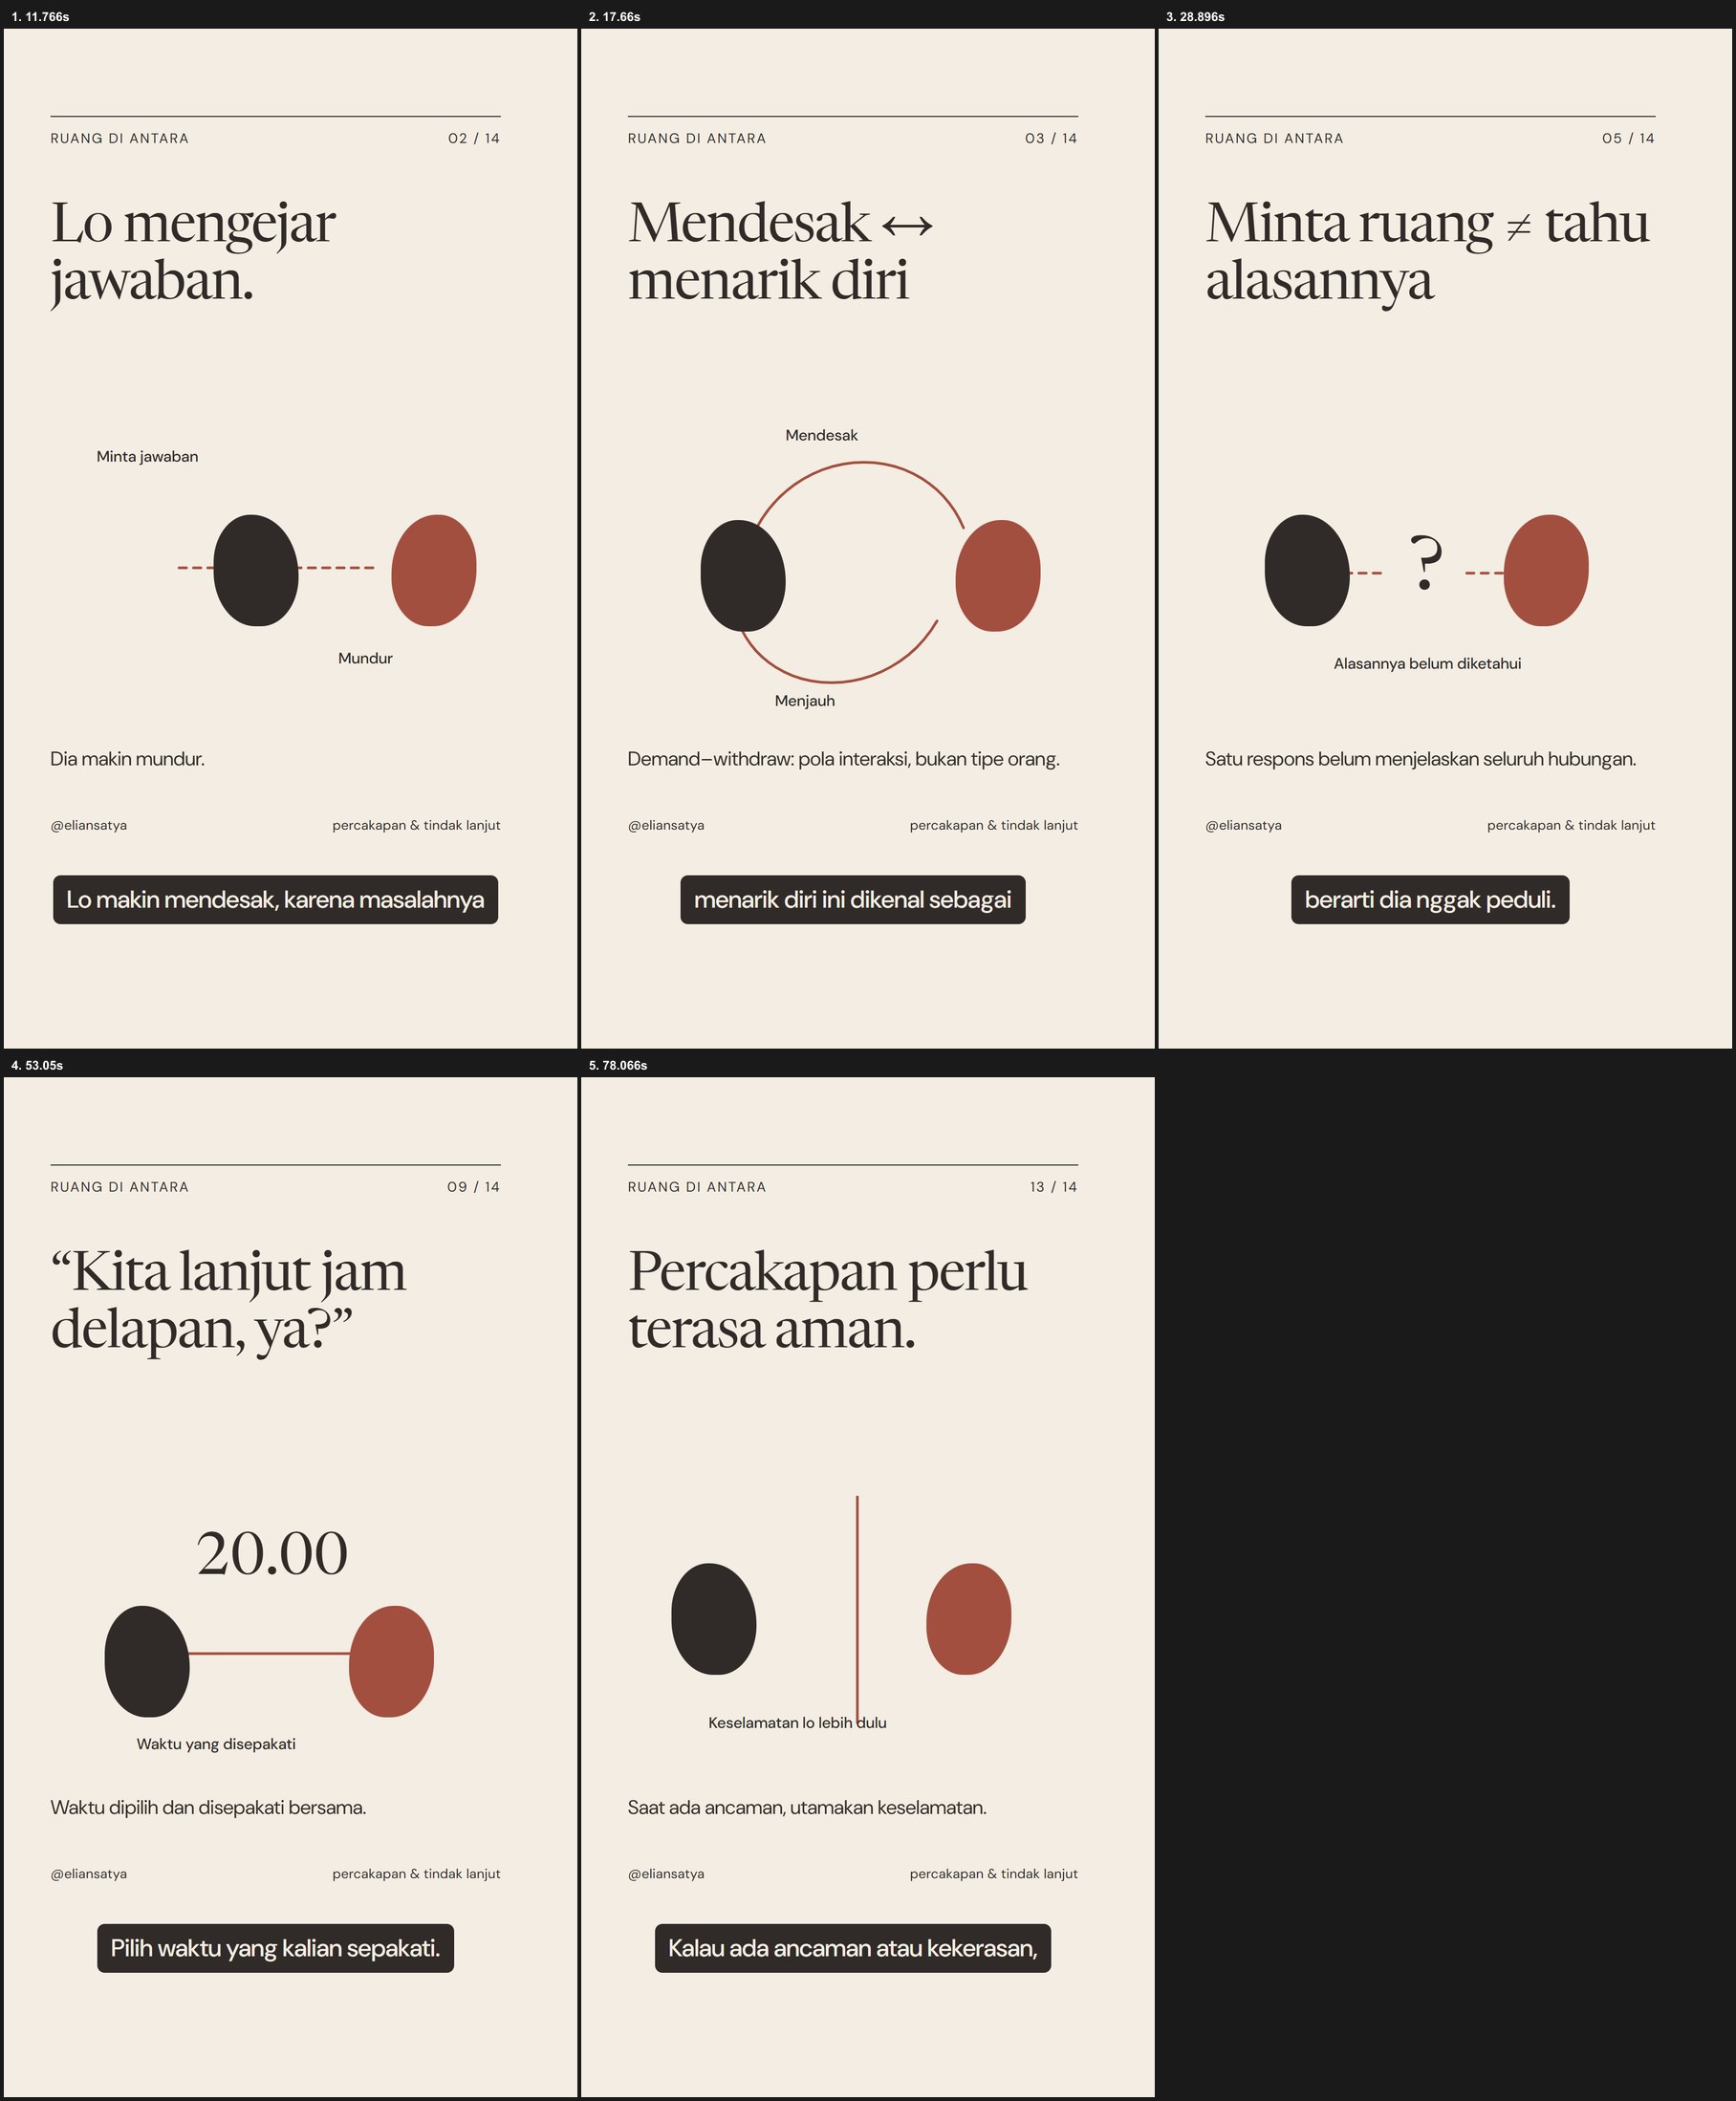 1. 11.766s
RUANG DI ANTARA
02 / 14
Lo mengejar
jawaban.
Minta jawaban
Mundur
Dia makin mundur.
@eliansatya
percakapan & tindak lanjut
Lo makin mendesak, karena masalahnya
2. 17.66s
RUANG DI ANTARA
03 / 14
Mendesak ↔
menarik diri
Mendesak
Menjauh
Demand–withdraw: pola interaksi, bukan tipe orang.
@eliansatya
percakapan & tindak lanjut
menarik diri ini dikenal sebagai
3. 28.896s
RUANG DI ANTARA
05 / 14
Minta ruang ≠ tahu
alasannya
?
Alasannya belum diketahui
Satu respons belum menjelaskan seluruh hubungan.
@eliansatya
percakapan & tindak lanjut
berarti dia nggak peduli.
4. 53.05s
RUANG DI ANTARA
09 / 14
“Kita lanjut jam
delapan, ya?”
20.00
Waktu yang disepakati
Waktu dipilih dan disepakati bersama.
@eliansatya
percakapan & tindak lanjut
Pilih waktu yang kalian sepakati.
5. 78.066s
RUANG DI ANTARA
13 / 14
Percakapan perlu
terasa aman.
Keselamatan lo lebih dulu
Saat ada ancaman, utamakan keselamatan.
@eliansatya
percakapan & tindak lanjut
Kalau ada ancaman atau kekerasan,